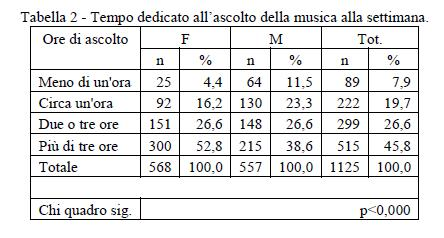 Tabella 2 - Tempo dedicato all'ascolto della musica alla settimana.
Ore di ascolto F M Tot.
n % n % n %
Meno di un'ora 25 4,4 64 11,5 89 7,9
Circa un'ora 92 16,2 130 23,3 222 19,7
Due o tre ore 151 26,6 148 26,6 299 26,6
Più di tre ore 300 52,8 215 38,6 515 45,8
Totale 568 100,0 557 100,0 1125 100,0
Chi quadro sig. p<0,000